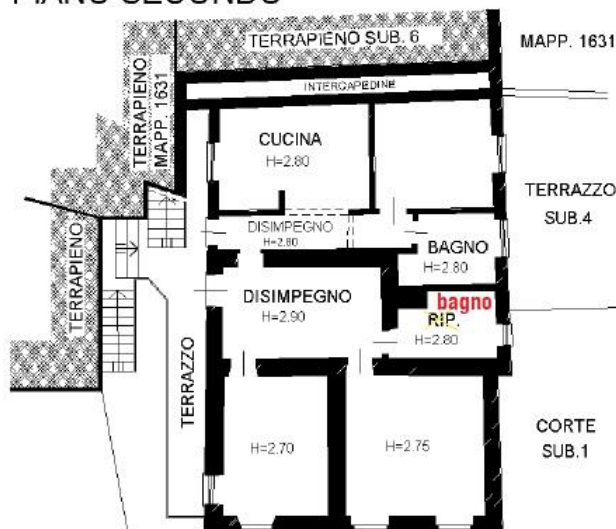 PIANO SECONDO
TERRAPIENO SUB. 6
MAPP. 1631
INTERCAPEDINE
TERRAPIENO
MAPP. 1631
CUCINA
H=2.80
TERRAZZO
SUB.4
DISIMPEGNO
H=2.80
BAGNO
H=2.80
TERRAPIENO
DISIMPEGNO
H=2.90
bagno
RIP.
H=2.80
TERRAZZO
H=2.70
H=2.75
CORTE
SUB.1